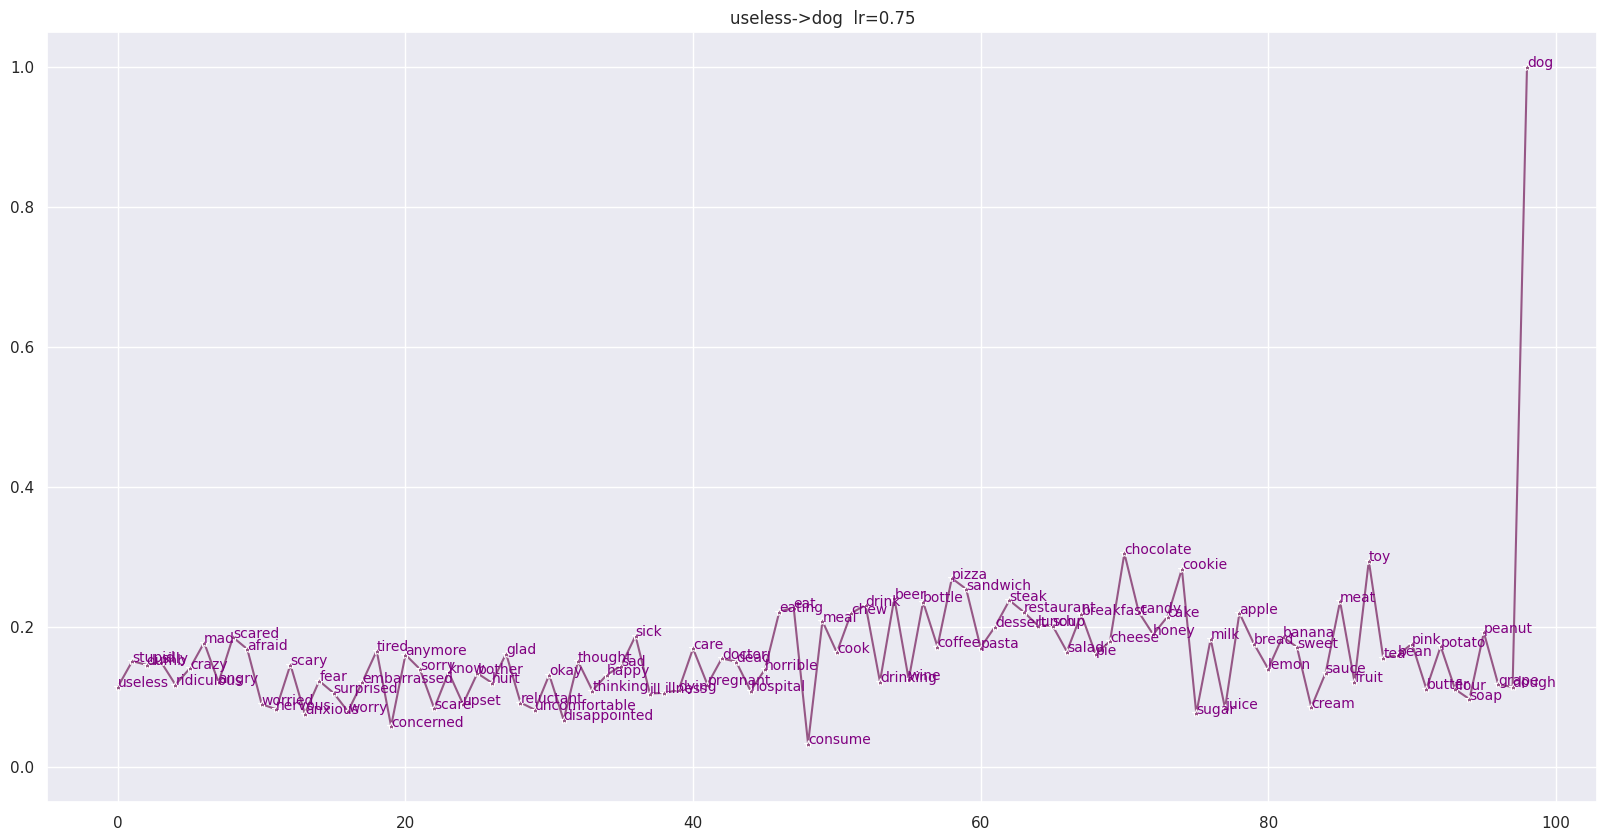 useless->dog  lr=0.75
1.0
0.8
0.6
0.4
0.2
0.0
0
20
40
60
80
100
useless
stupid
dumb
silly
ridiculous
crazy
mad
angry
scared
afraid
worried
nervous
scary
anxious
fear
surprised
worry
embarrassed
tired
concerned
anymore
sorry
scare
know
upset
bother
hurt
glad
reluctant
uncomfortable
okay
disappointed
thought
thinking
happy
sad
sick
ill
illness
dying
care
pregnant
doctor
dead
hospital
horrible
eating
eat
consume
meal
cook
chew
drink
drinking
beer
wine
bottle
coffee
pizza
sandwich
pasta
dessert
steak
restaurant
lunch
soup
salad
breakfast
pie
cheese
chocolate
candy
honey
cake
cookie
sugar
milk
juice
apple
bread
lemon
banana
sweet
cream
sauce
meat
fruit
toy
tea
bean
pink
butter
potato
flour
soap
peanut
grape
dough
dog